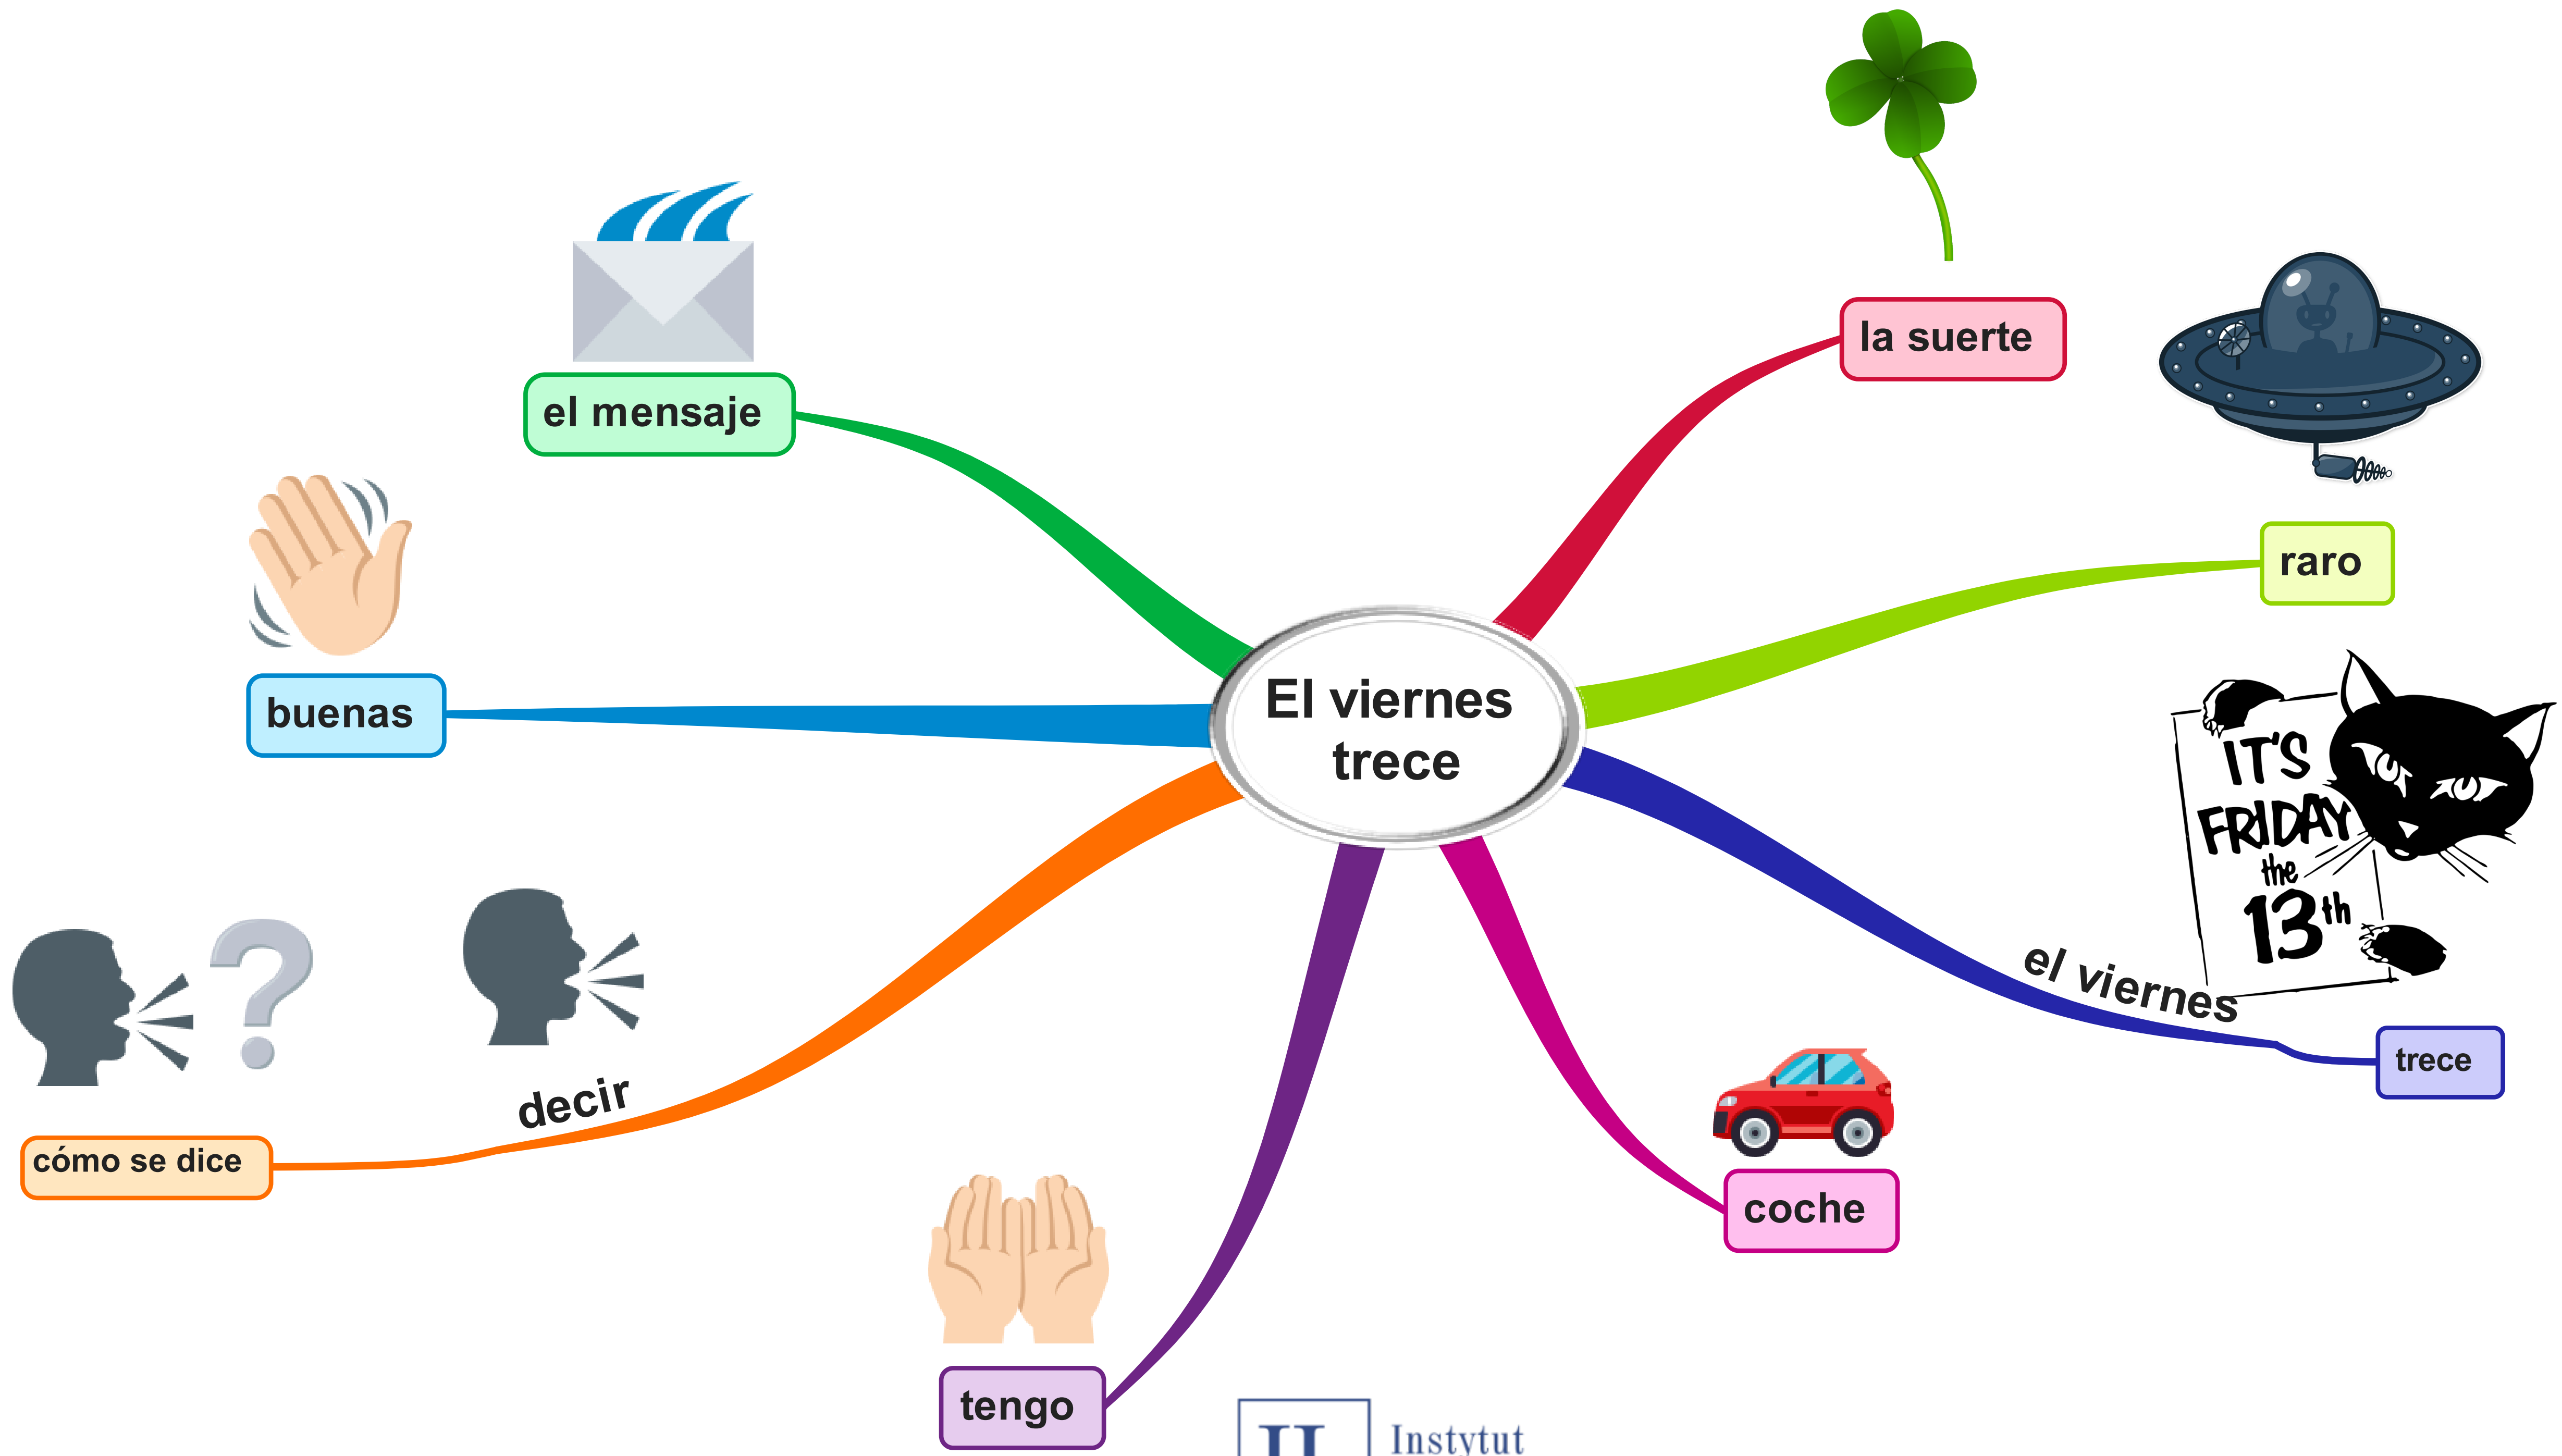 la suerte
el mensaje
raro
buenas
El viernes
trece
IT'S
FRIDAY
the
13th
el viernes
trece
decir
cómo se dice
coche
tengo
Instytut